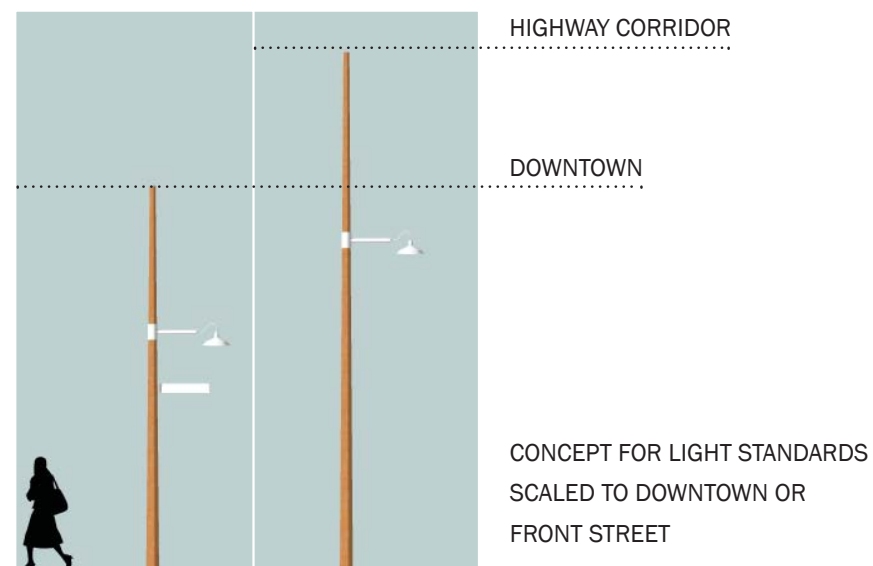 HIGHWAY CORRIDOR
DOWNTOWN
CONCEPT FOR LIGHT STANDARDS
SCALED TO DOWNTOWN OR
FRONT STREET